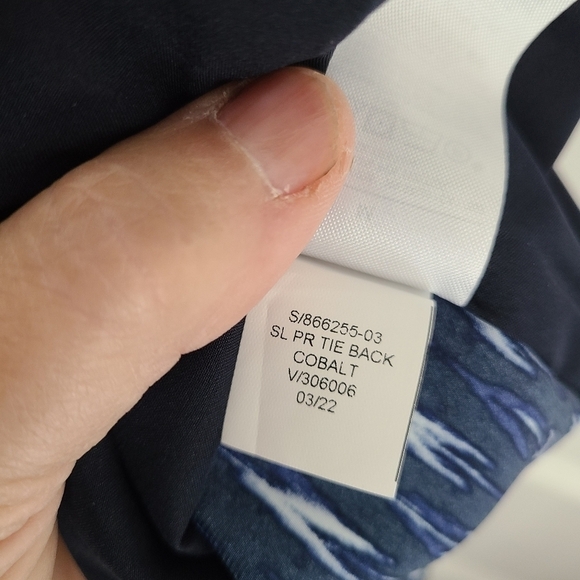 S/866255-03
SL PR TIE BACK
COBALT
V/306006
03/22